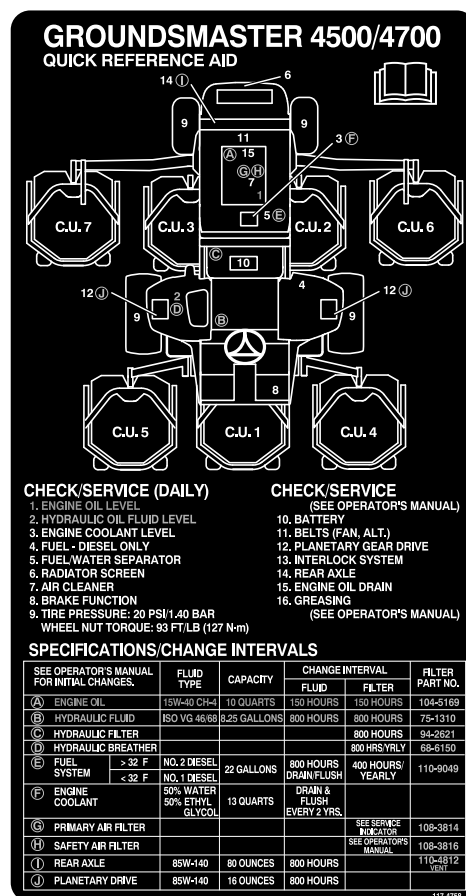 GROUNDSMASTER 4500/4700
QUICK REFERENCE AID
14 Ⓘ
6
9
9
11
Ⓐ 15
Ⓖ Ⓗ
7
1
3 Ⓕ
5 Ⓔ
C.U. 7
C.U. 3
C.U. 2
C.U. 6
Ⓒ
10
12 Ⓙ
2
Ⓓ
4
12 Ⓙ
9
Ⓑ
9
8
C.U. 5
C.U. 1
C.U. 4
CHECK/SERVICE (DAILY)
1. ENGINE OIL LEVEL
2. HYDRAULIC OIL FLUID LEVEL
3. ENGINE COOLANT LEVEL
4. FUEL - DIESEL ONLY
5. FUEL/WATER SEPARATOR
6. RADIATOR SCREEN
7. AIR CLEANER
8. BRAKE FUNCTION
9. TIRE PRESSURE: 20 PSI/1.40 BAR
WHEEL NUT TORQUE: 93 FT/LB (127 N·m)
CHECK/SERVICE
(SEE OPERATOR'S MANUAL)
10. BATTERY
11. BELTS (FAN, ALT.)
12. PLANETARY GEAR DRIVE
13. INTERLOCK SYSTEM
14. REAR AXLE
15. ENGINE OIL DRAIN
16. GREASING
(SEE OPERATOR'S MANUAL)
SPECIFICATIONS/CHANGE INTERVALS
SEE OPERATOR'S MANUAL FOR INITIAL CHANGES. FLUID TYPE CAPACITY CHANGE INTERVAL FLUID FILTER FILTER PART NO.
Ⓐ ENGINE OIL 15W-40 CH-4 10 QUARTS 150 HOURS 150 HOURS 104-5169
Ⓑ HYDRAULIC FLUID ISO VG 46/68 8.25 GALLONS 800 HOURS 800 HOURS 75-1310
Ⓒ HYDRAULIC FILTER 800 HOURS 94-2621
Ⓓ HYDRAULIC BREATHER 800 HRS/YRLY 68-6150
Ⓔ FUEL SYSTEM > 32 F NO. 2 DIESEL 22 GALLONS 800 HOURS DRAIN/FLUSH 400 HOURS/ YEARLY 110-9049
< 32 F NO. 1 DIESEL
Ⓕ ENGINE COOLANT 50% WATER 50% ETHYL GLYCOL 13 QUARTS DRAIN & FLUSH EVERY 2 YRS.
Ⓖ PRIMARY AIR FILTER SEE SERVICE INDICATOR 108-3814
Ⓗ SAFETY AIR FILTER SEE OPERATOR'S MANUAL 108-3816
Ⓘ REAR AXLE 85W-140 80 OUNCES 800 HOURS 110-4812 VENT
Ⓙ PLANETARY DRIVE 85W-140 16 OUNCES 800 HOURS